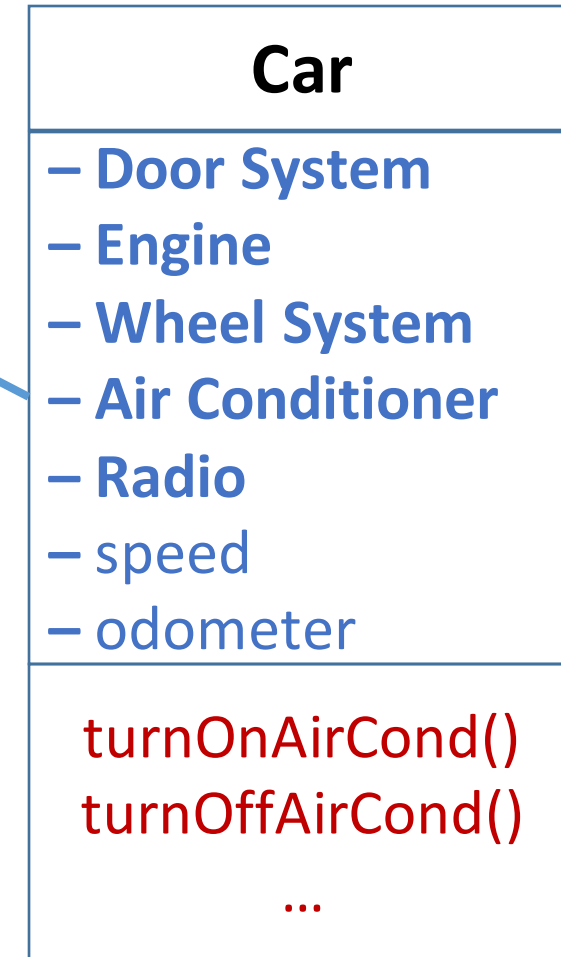 Car
– Door System
– Engine
– Wheel System
– Air Conditioner
– Radio
– speed
– odometer
turnOnAirCond()
turnOffAirCond()
...